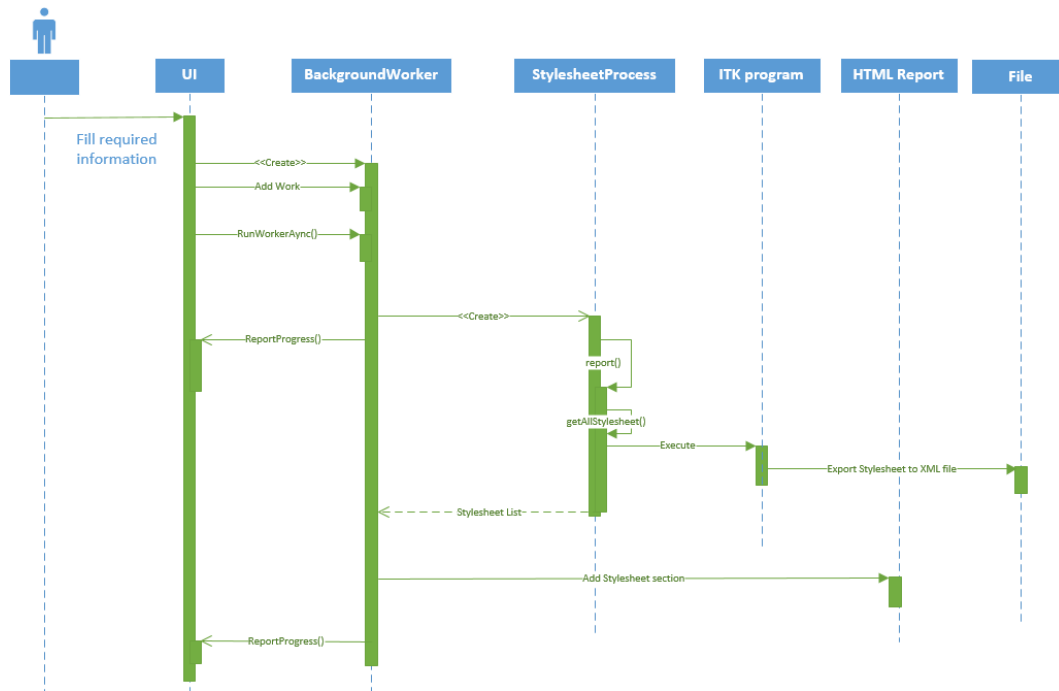 UI
BackgroundWorker
StylesheetProcess
ITK program
HTML Report
File
Fill required
information
<<Create>>
Add Work
RunWorkerAync()
<<Create>>
ReportProgress()
report()
getAllStylesheet()
Execute
Export Stylesheet to XML file
Stylesheet List
Add Stylesheet section
ReportProgress()